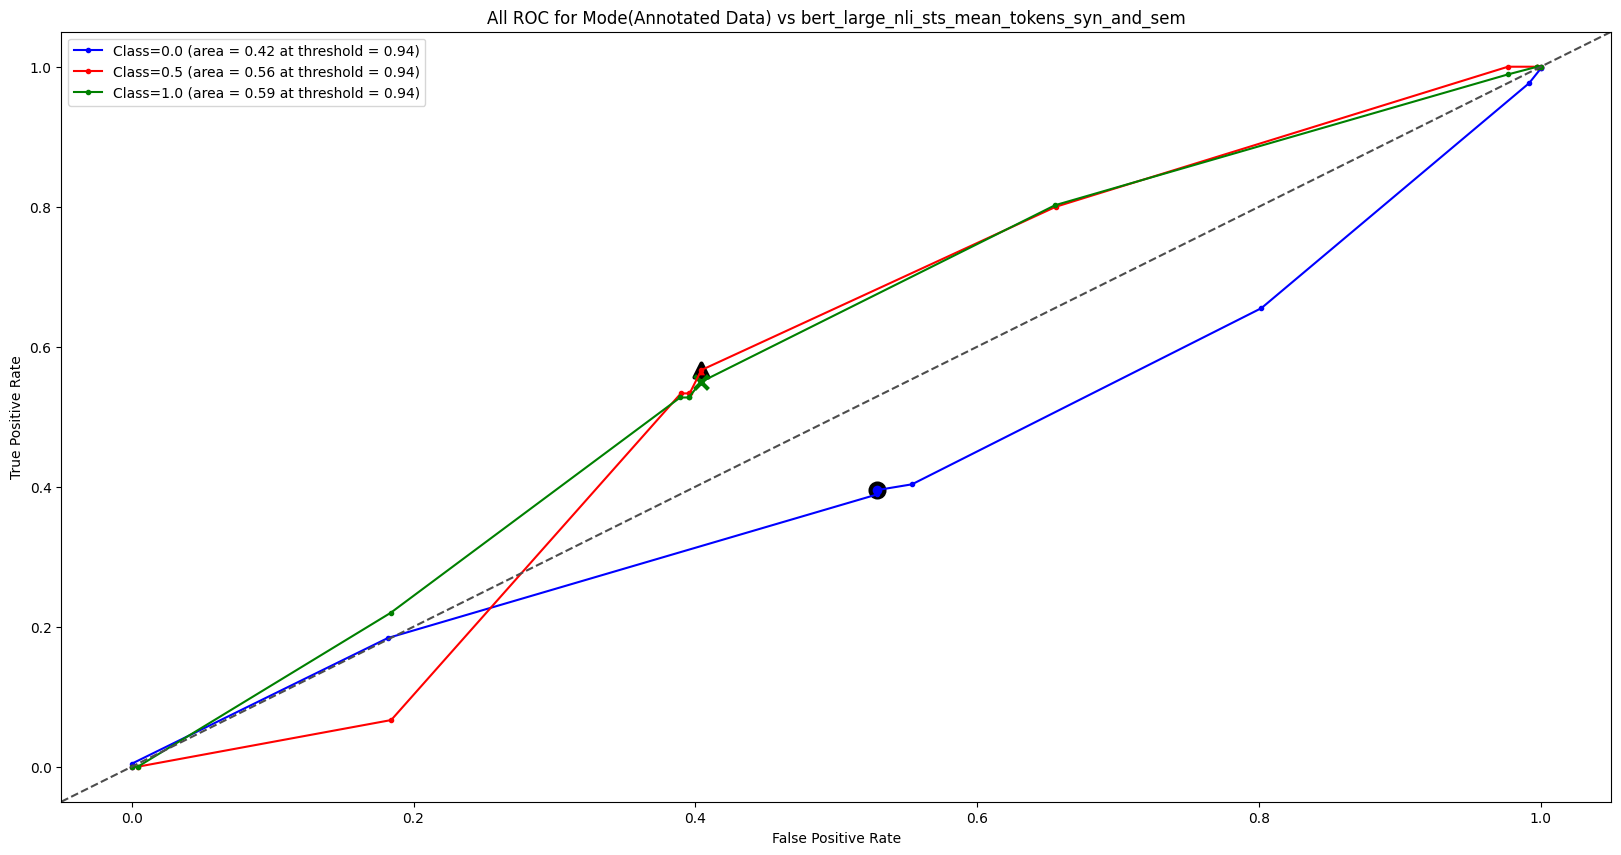 All ROC for Mode(Annotated Data) vs bert_large_nli_sts_mean_tokens_syn_and_sem
Class=0.0 (area = 0.42 at threshold = 0.94)
Class=0.5 (area = 0.56 at threshold = 0.94)
Class=1.0 (area = 0.59 at threshold = 0.94)
True Positive Rate
1.0
0.8
0.6
0.4
0.2
0.0
0.0 0.2 0.4 0.6 0.8 1.0
False Positive Rate